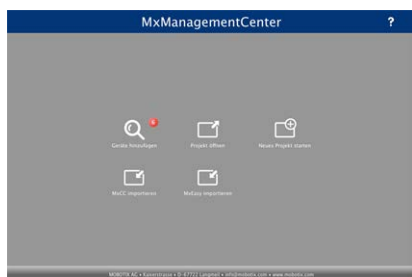 MxManagementCenter
?
Geräte hinzufügen
Projekt öffnen
Neues Projekt starten
MxCC importieren
MxEasy importieren
MOBOTIX AG • Kaiserstrasse • D-67722 Langmeil • info@mobotix.com • www.mobotix.com